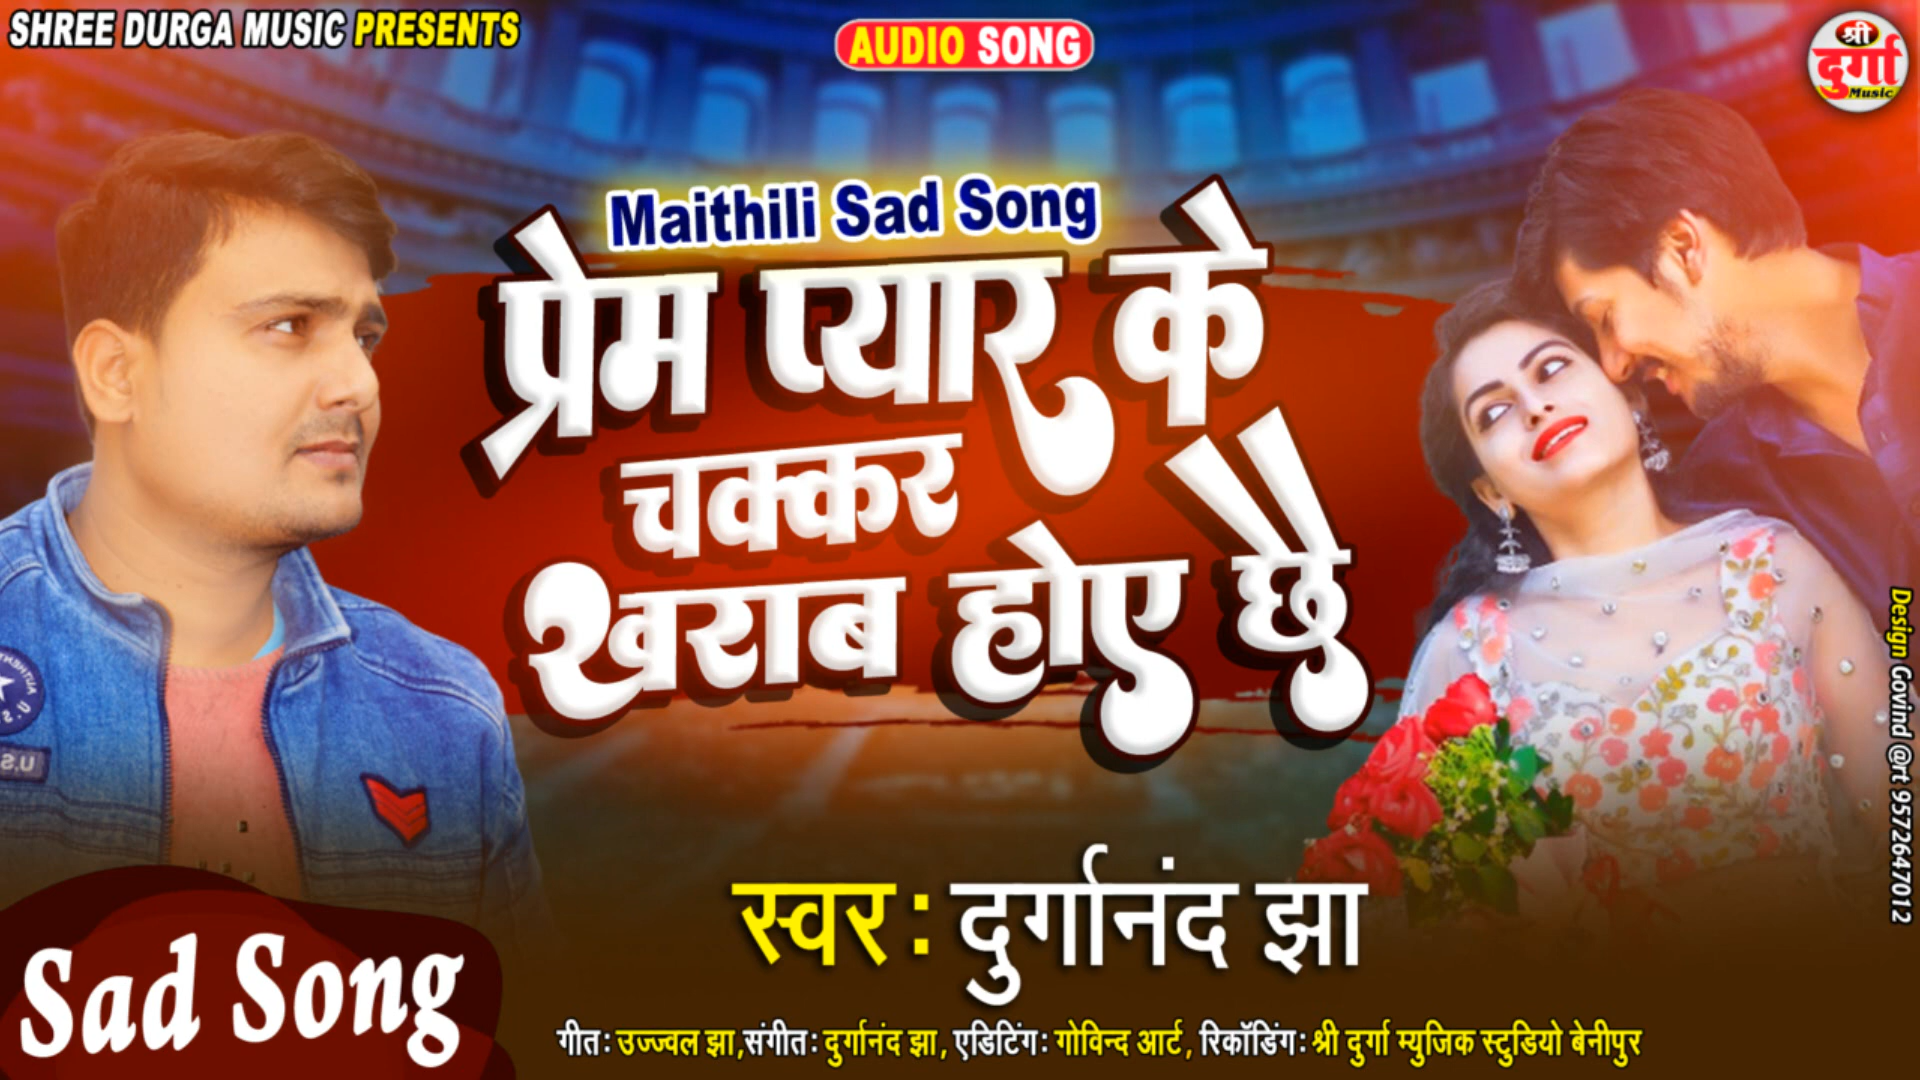 SHREE DURGA MUSIC PRESENTS
AUDIO SONG
श्री
दुर्गा
Music
Maithili Sad Song
प्रेम प्यार के
चक्कर
खराब होए छै
स्वर : दुर्गानंद झा
Sad Song
गीत : उज्ज्वल झा,संगीत : दुर्गानंद झा, एडिटिंग : गोविन्द आर्ट, रिकॉडिंग : श्री दुर्गा म्युजिक स्टुडियो बेनीपुर
Design Govind @rt 9572647012
U.S